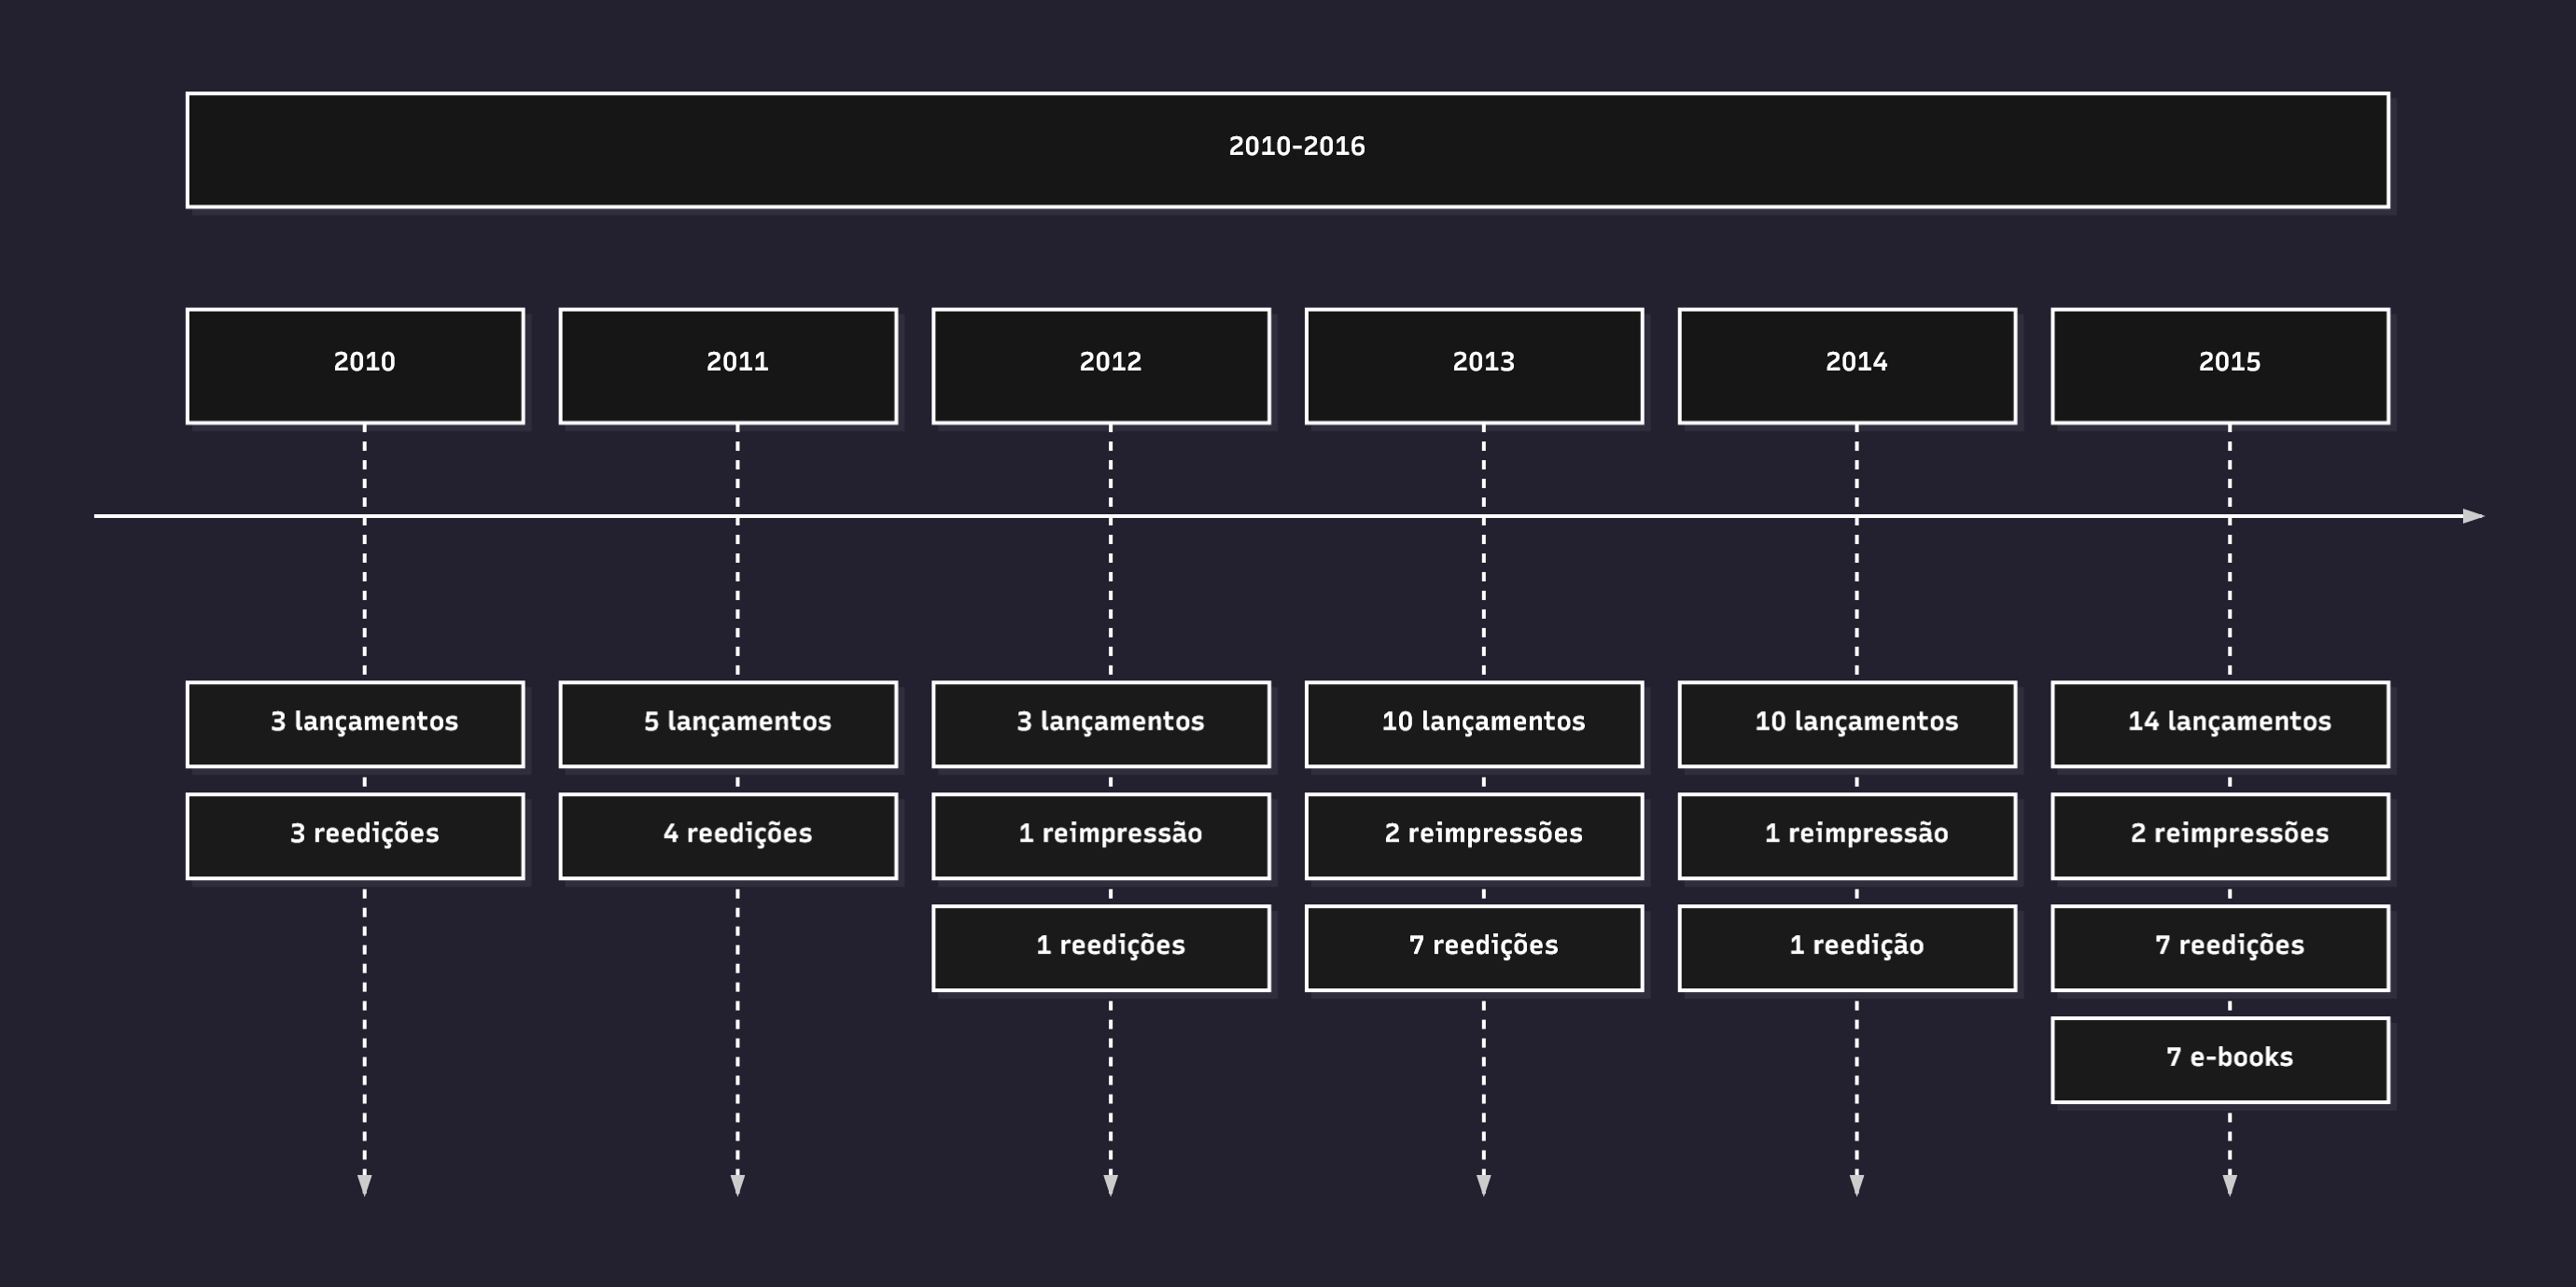 2010-2016
2010
2011
2012
2013
2014
2015
3 lançamentos
5 lançamentos
3 lançamentos
10 lançamentos
10 lançamentos
14 lançamentos
3 reedições
4 reedições
1 reimpressão
2 reimpressões
1 reimpressão
2 reimpressões
1 reedições
7 reedições
1 reedição
7 reedições
7 e-books